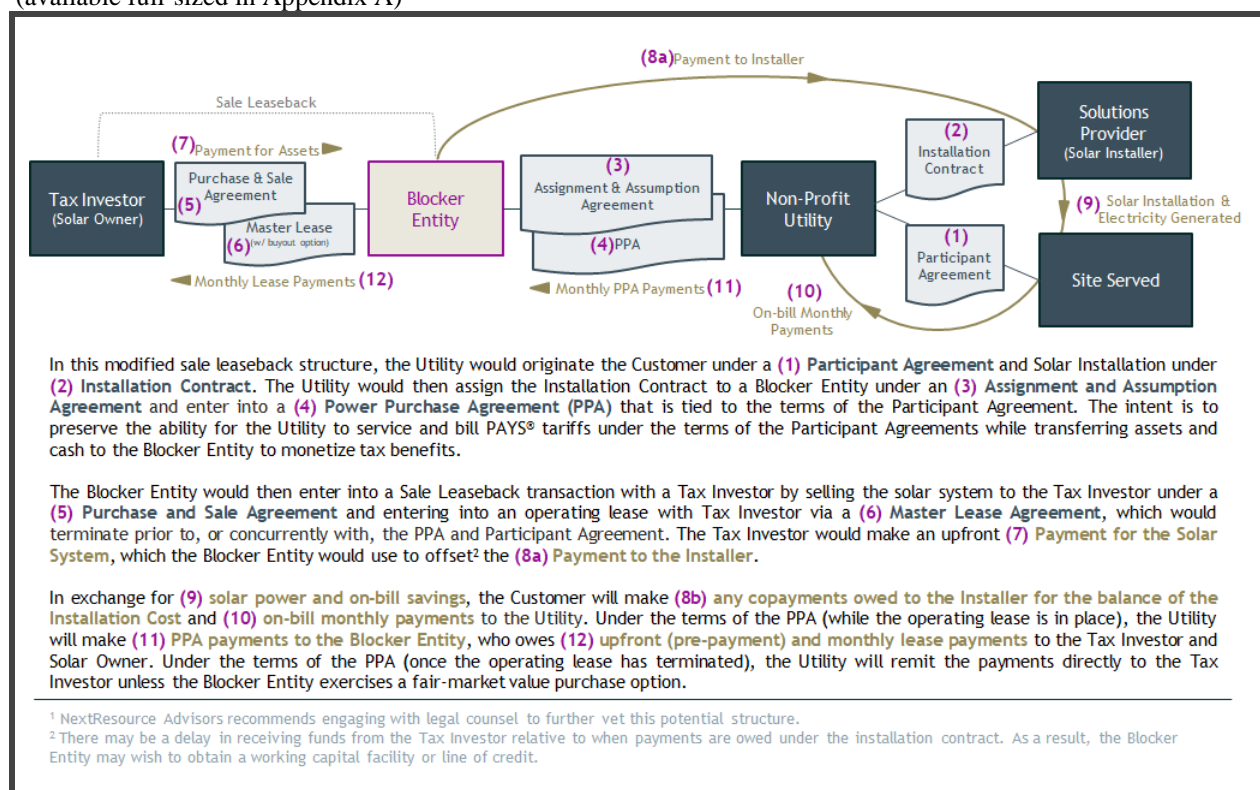 (available full-sized in Appendix A)
(8a) Payment to Installer
Sale Leaseback
(7) Payment for Assets
Tax Investor
(Solar Owner)
Purchase & Sale
Agreement
(5)
Master Lease
(6) (w/ buyout option)
Monthly Lease Payments (12)
Blocker
Entity
(3)
Assignment & Assumption
Agreement
(4) PPA
Monthly PPA Payments (11)
Non-Profit
Utility
(2)
Installation
Contract
(1)
Participant
Agreement
(10)
On-bill Monthly
Payments
Solutions
Provider
(Solar Installer)
(9) Solar Installation &
Electricity Generated
Site Served
In this modified sale leaseback structure, the Utility would originate the Customer under a (1) Participant Agreement and Solar Installation under
(2) Installation Contract. The Utility would then assign the Installation Contract to a Blocker Entity under an (3) Assignment and Assumption
Agreement and enter into a (4) Power Purchase Agreement (PPA) that is tied to the terms of the Participant Agreement. The intent is to
preserve the ability for the Utility to service and bill PAYS® tariffs under the terms of the Participant Agreements while transferring assets and
cash to the Blocker Entity to monetize tax benefits.
The Blocker Entity would then enter into a Sale Leaseback transaction with a Tax Investor by selling the solar system to the Tax Investor under a
(5) Purchase and Sale Agreement and entering into an operating lease with Tax Investor via a (6) Master Lease Agreement, which would
terminate prior to, or concurrently with, the PPA and Participant Agreement. The Tax Investor would make an upfront (7) Payment for the Solar
System, which the Blocker Entity would use to offset² the (8a) Payment to the Installer.
In exchange for (9) solar power and on-bill savings, the Customer will make (8b) any copayments owed to the Installer for the balance of the
Installation Cost and (10) on-bill monthly payments to the Utility. Under the terms of the PPA (while the operating lease is in place), the Utility
will make (11) PPA payments to the Blocker Entity, who owes (12) upfront (pre-payment) and monthly lease payments to the Tax Investor and
Solar Owner. Under the terms of the PPA (once the operating lease has terminated), the Utility will remit the payments directly to the Tax
Investor unless the Blocker Entity exercises a fair-market value purchase option.
¹ NextResource Advisors recommends engaging with legal counsel to further vet this potential structure.
² There may be a delay in receiving funds from the Tax Investor relative to when payments are owed under the installation contract. As a result, the Blocker
Entity may wish to obtain a working capital facility or line of credit.